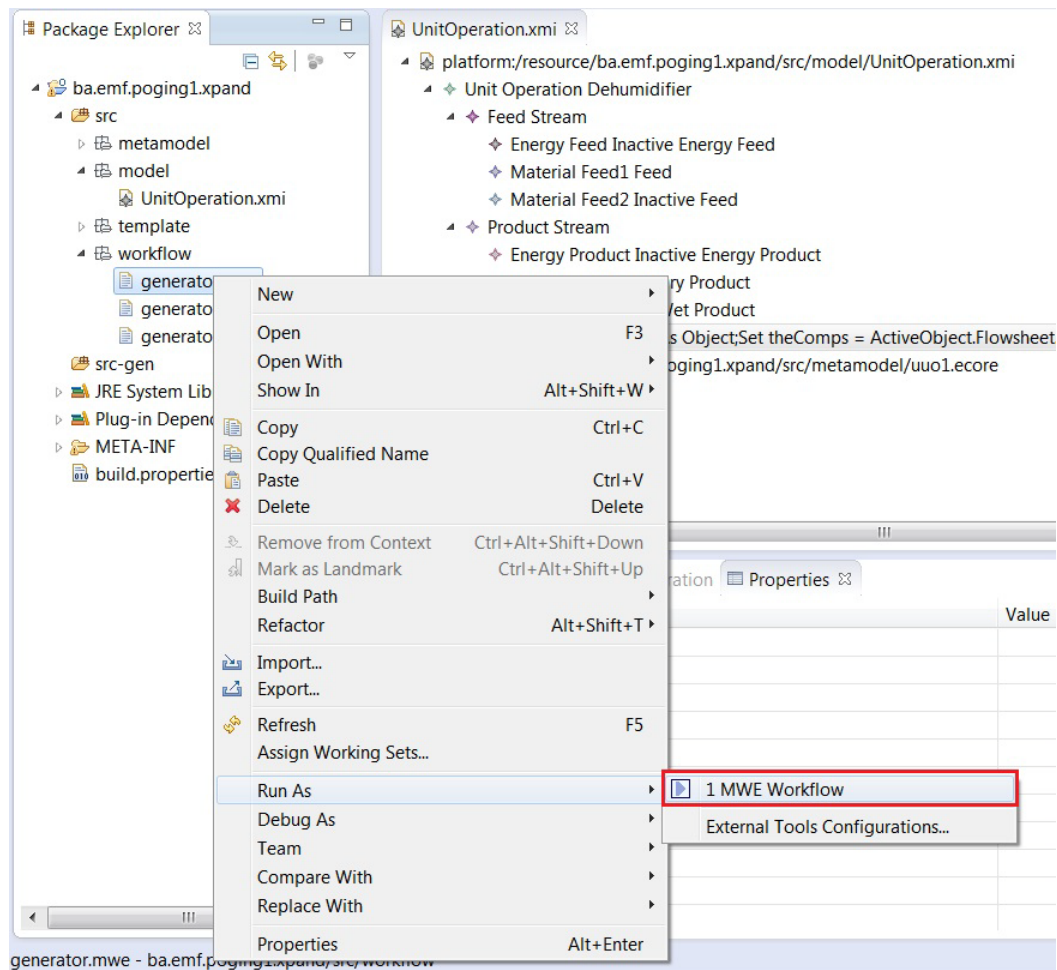 Package Explorer
ba.emf.poging1.xpand
src
metamodel
model
UnitOperation.xmi
template
workflow
generato
generato
generato
src-gen
JRE System Lib
Plug-in Depend
META-INF
build.propertie
UnitOperation.xmi
platform:/resource/ba.emf.poging1.xpand/src/model/UnitOperation.xmi
Unit Operation Dehumidifier
Feed Stream
Energy Feed Inactive Energy Feed
Material Feed1 Feed
Material Feed2 Inactive Feed
Product Stream
Energy Product Inactive Energy Product
ry Product
Vet Product
s Object;Set theComps = ActiveObject.Flowsheet
oging1.xpand/src/metamodel/uuo1.ecore
New
Open F3
Open With
Show In Alt+Shift+W
Copy Ctrl+C
Copy Qualified Name
Paste Ctrl+V
Delete Delete
Remove from Context Ctrl+Alt+Shift+Down
Mark as Landmark Ctrl+Alt+Shift+Up
Build Path
Refactor Alt+Shift+T
Import...
Export...
Refresh F5
Assign Working Sets...
Run As
Debug As
Team
Compare With
Replace With
Properties Alt+Enter
1 MWE Workflow
External Tools Configurations...
ration Properties
Value
generator.mwe - ba.emf.poging1.xpand/src/workflow